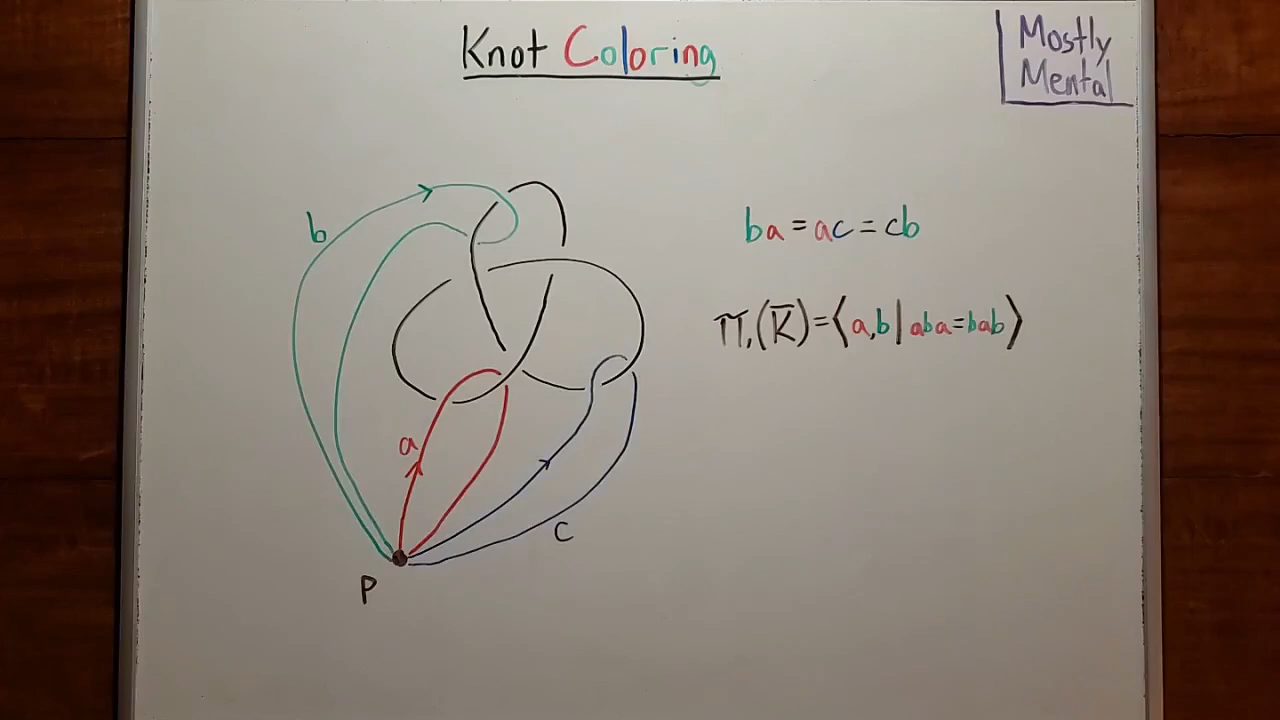 Knot Coloring
Mostly
Mental
b
ba = ac = cb
π₁(K̅) = ⟨a,b | aba = bab⟩
a
c
P